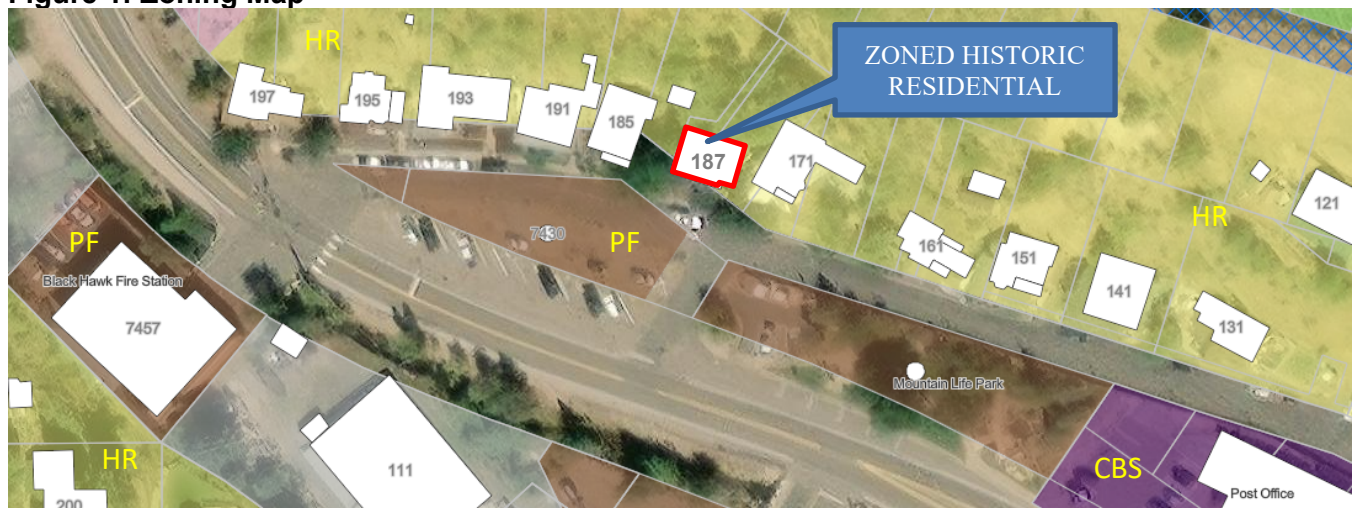 Figure 1: Zoning Map
HR
ZONED HISTORIC
RESIDENTIAL
197
195
193
191
185
187
171
HR
121
PF
7430
PF
161
151
141
131
Black Hawk Fire Station
7457
Mountain Life Park
HR
111
CBS
200
Post Office